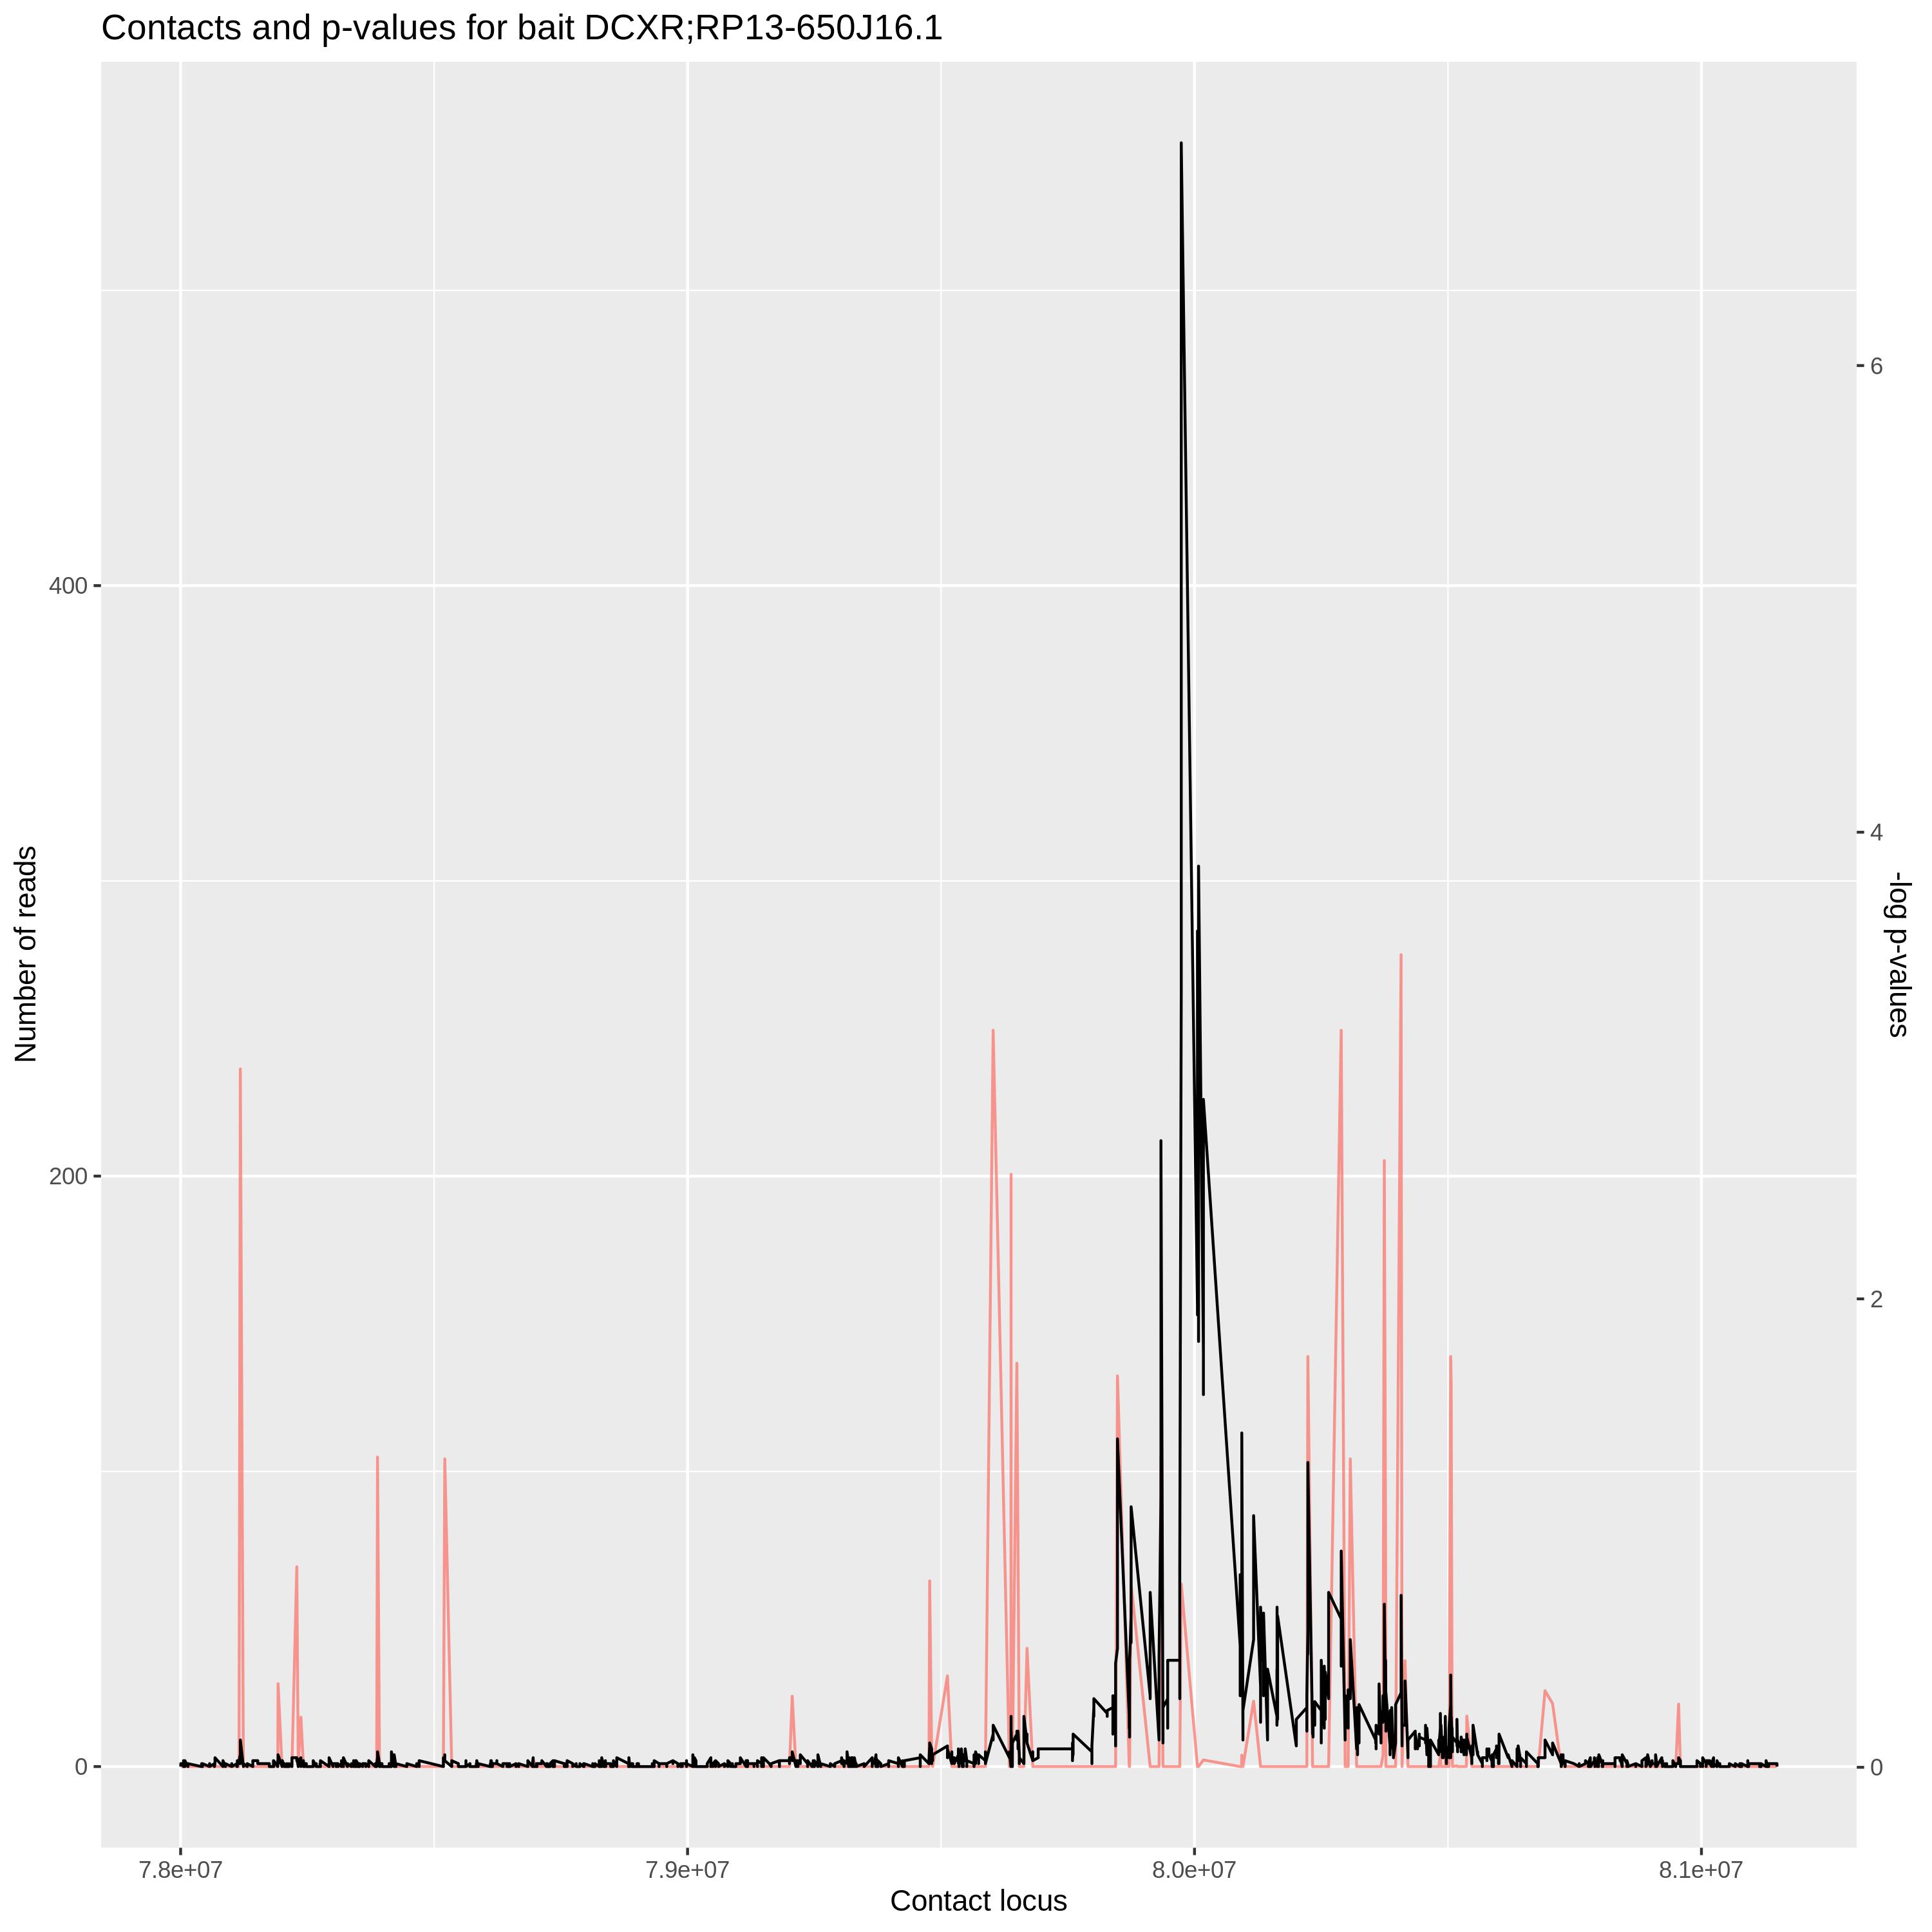 Contacts and p-values for bait DCXR;RP13-650J16.1
Number of reads
400
200
0
6
4
2
0
-log p-values
7.8e+07 7.9e+07 8.0e+07 8.1e+07
Contact locus